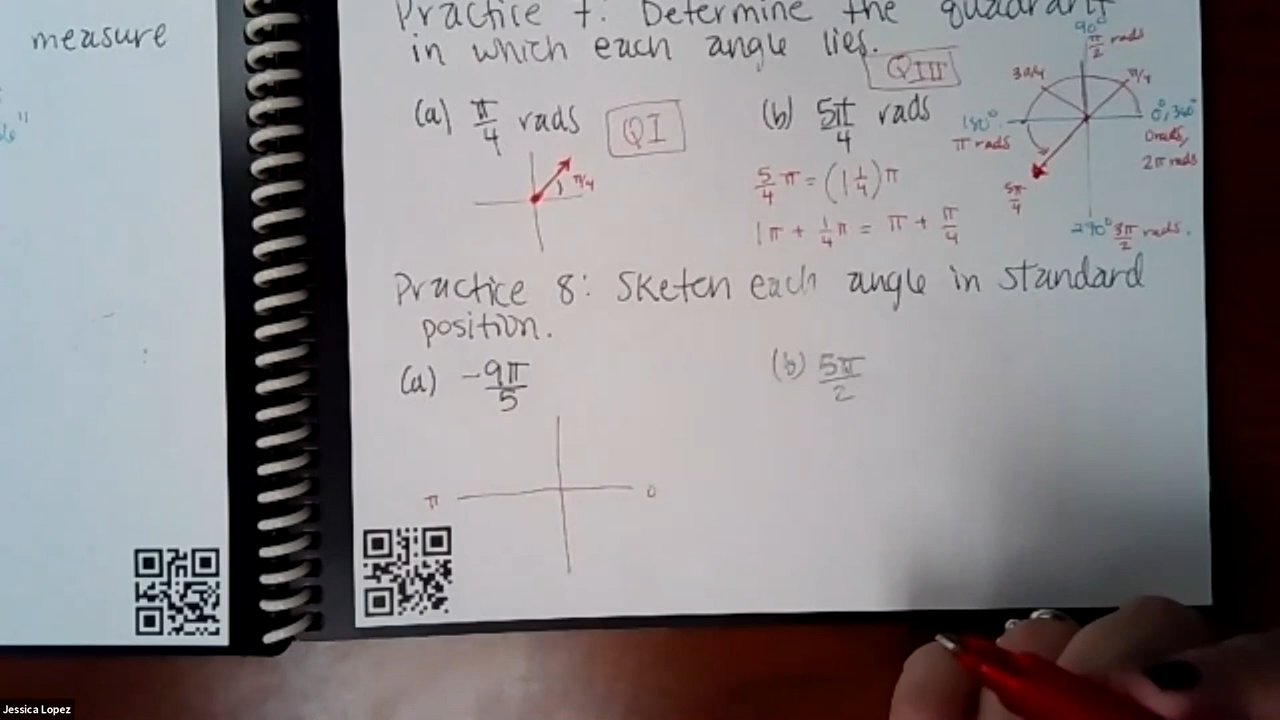 measure
Practice 7: Determine the quadrant
in which each angle lies.
QIII
(a) π/4 rads
QI
π/4
(b) 5π/4 rads
5/4 π = (1 1/4)π
1π + 1/4 π = π + π/4
90°
π/2 rads
3π/4
π/4
180°
π rads
0°, 360°
0 rads,
2π rads
5π/4
270° 3π/2 rads.
Practice 8: Sketch each angle in standard
position.
(a) -9π/5
(b) 5π/2
π
0
Jessica Lopez